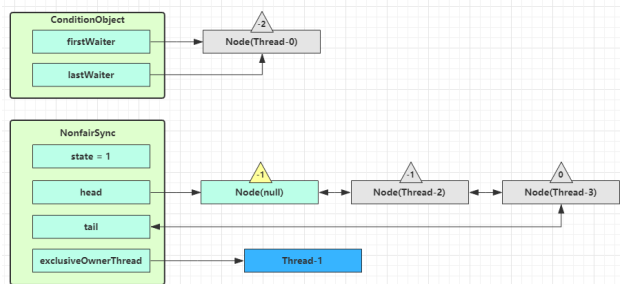 ConditionObject
-2
firstWaiter
Node(Thread-0)
lastWaiter
NonfairSync
state = 1
-1
-1
0
head
Node(null)
Node(Thread-2)
Node(Thread-3)
tail
exclusiveOwnerThread
Thread-1